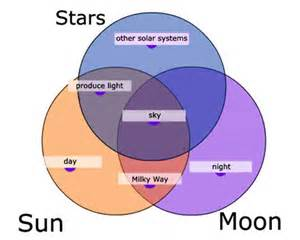 Stars
other solar systems
produce light
sky
day
night
Milky Way
Sun
Moon